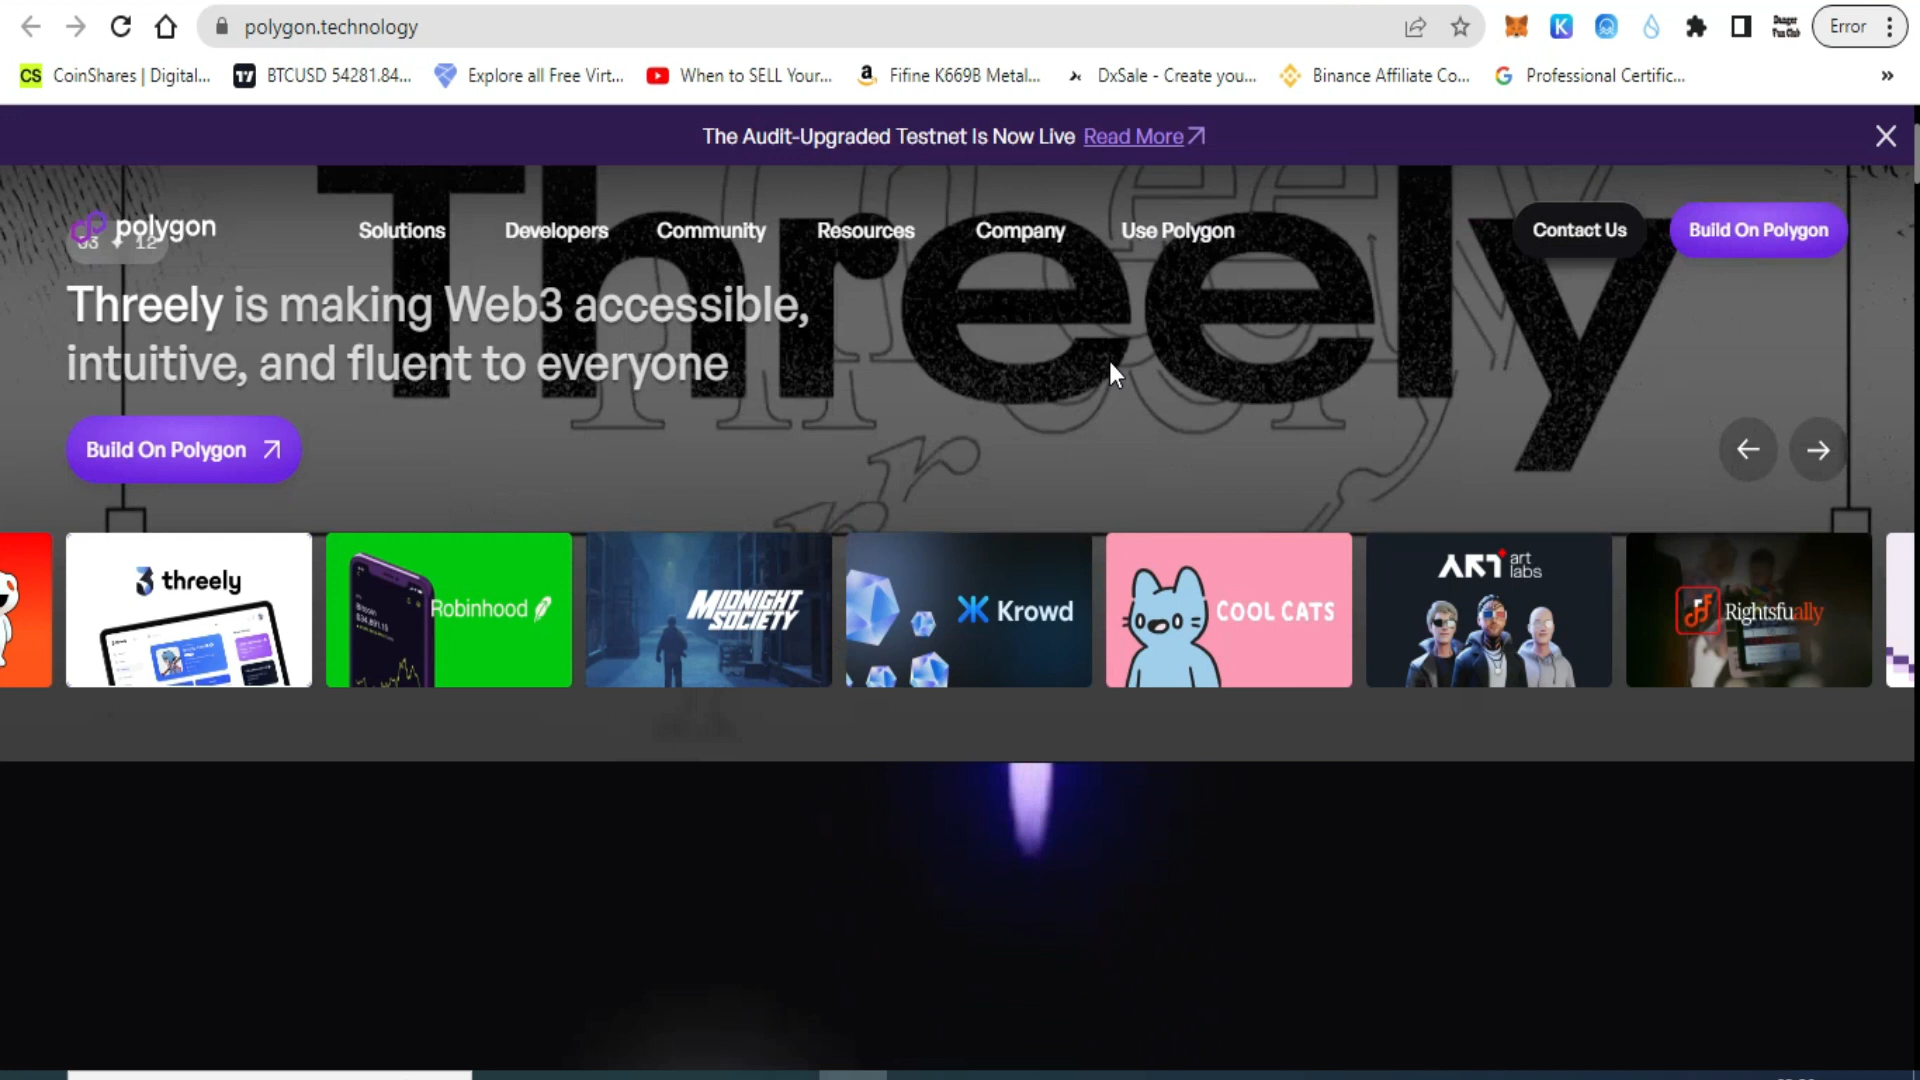 polygon.technology
Error
CoinShares | Digital...
BTCUSD 54281.84...
Explore all Free Virt...
When to SELL Your...
Fifine K669B Metal...
DxSale - Create you...
Binance Affiliate Co...
Professional Certific...
The Audit-Upgraded Testnet Is Now Live Read More
Threely
polygon
Solutions
Developers
Community
Resources
Company
Use Polygon
Contact Us
Build On Polygon
03 12
Threely is making Web3 accessible,
intuitive, and fluent to everyone
Build On Polygon
threely
Robinhood
MIDNIGHT
SOCIETY
Krowd
COOL CATS
ART art
labs
Rightsfually